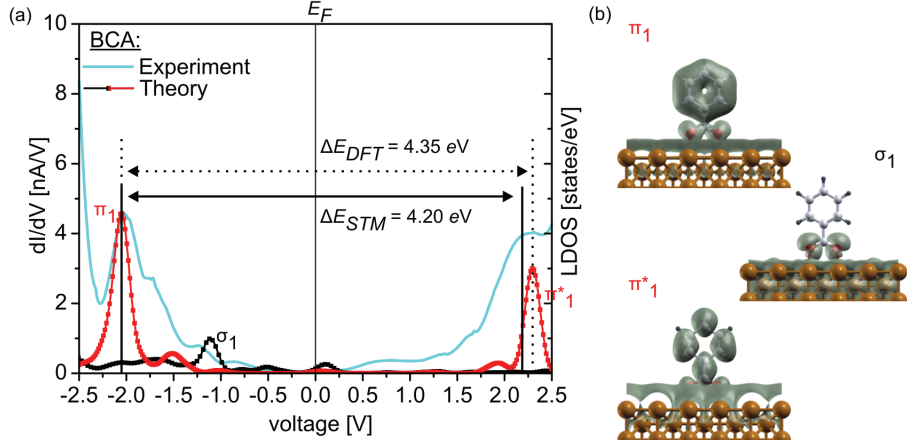 (a)
E_F
(b)
10
8
6
4
2
0
dI/dV [nA/V]
BCA:
Experiment
Theory
ΔE_DFT = 4.35 eV
ΔE_STM = 4.20 eV
π₁
σ₁
π*₁
LDOS [states/eV]
-2.5 -2.0 -1.5 -1.0 -0.5 0.0 0.5 1.0 1.5 2.0 2.5
voltage [V]
π₁
σ₁
π*₁